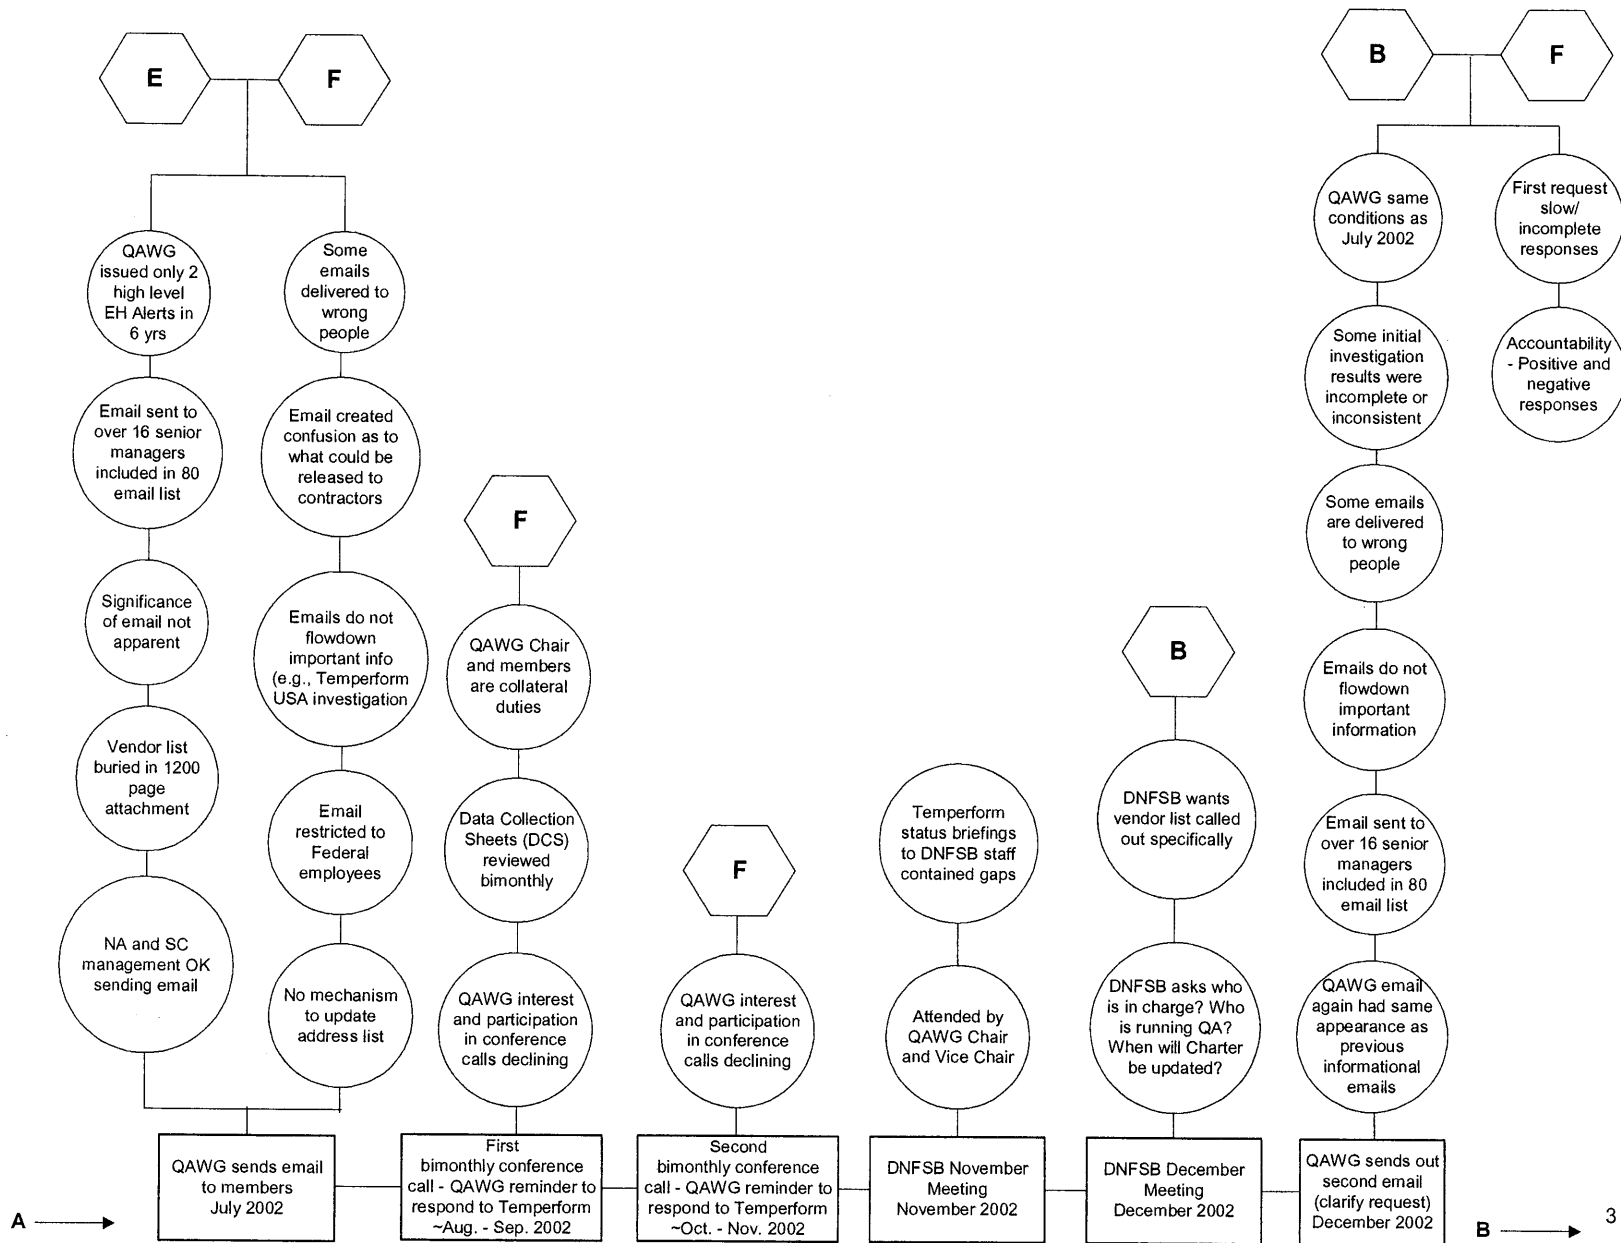 E
F
QAWG
issued only 2
high level
EH Alerts in
6 yrs
Email sent to
over 16 senior
managers
included in 80
email list
Significance
of email not
apparent
Vendor list
buried in 1200
page
attachment
NA and SC
management OK
sending email
Some
emails
delivered to
wrong
people
Email created
confusion as to
what could be
released to
contractors
Emails do not
flowdown
important info
(e.g., Temperform
USA investigation
Email
restricted to
Federal
employees
No mechanism
to update
address list
QAWG sends email
to members
July 2002
F
QAWG Chair
and members
are collateral
duties
Data Collection
Sheets (DCS)
reviewed
bimonthly
QAWG interest
and participation
in conference
calls declining
First
bimonthly conference
call - QAWG reminder to
respond to Temperform
~Aug. - Sep. 2002
F
QAWG interest
and participation
in conference
calls declining
Second
bimonthly conference
call - QAWG reminder to
respond to Temperform
~Oct. - Nov. 2002
Temperform
status briefings
to DNFSB staff
contained gaps
Attended by
QAWG Chair
and Vice Chair
DNFSB November
Meeting
November 2002
B
DNFSB wants
vendor list called
out specifically
DNFSB asks who
is in charge? Who
is running QA?
When will Charter
be updated?
DNFSB December
Meeting
December 2002
B
F
QAWG same
conditions as
July 2002
Some initial
investigation
results were
incomplete or
inconsistent
Some emails
are delivered
to wrong
people
Emails do not
flowdown
important
information
Email sent to
over 16 senior
managers
included in 80
email list
QAWG email
again had same
appearance as
previous
informational
emails
QAWG sends out
second email
(clarify request)
December 2002
First request
slow/
incomplete
responses
Accountability
- Positive and
negative
responses
A
B
3